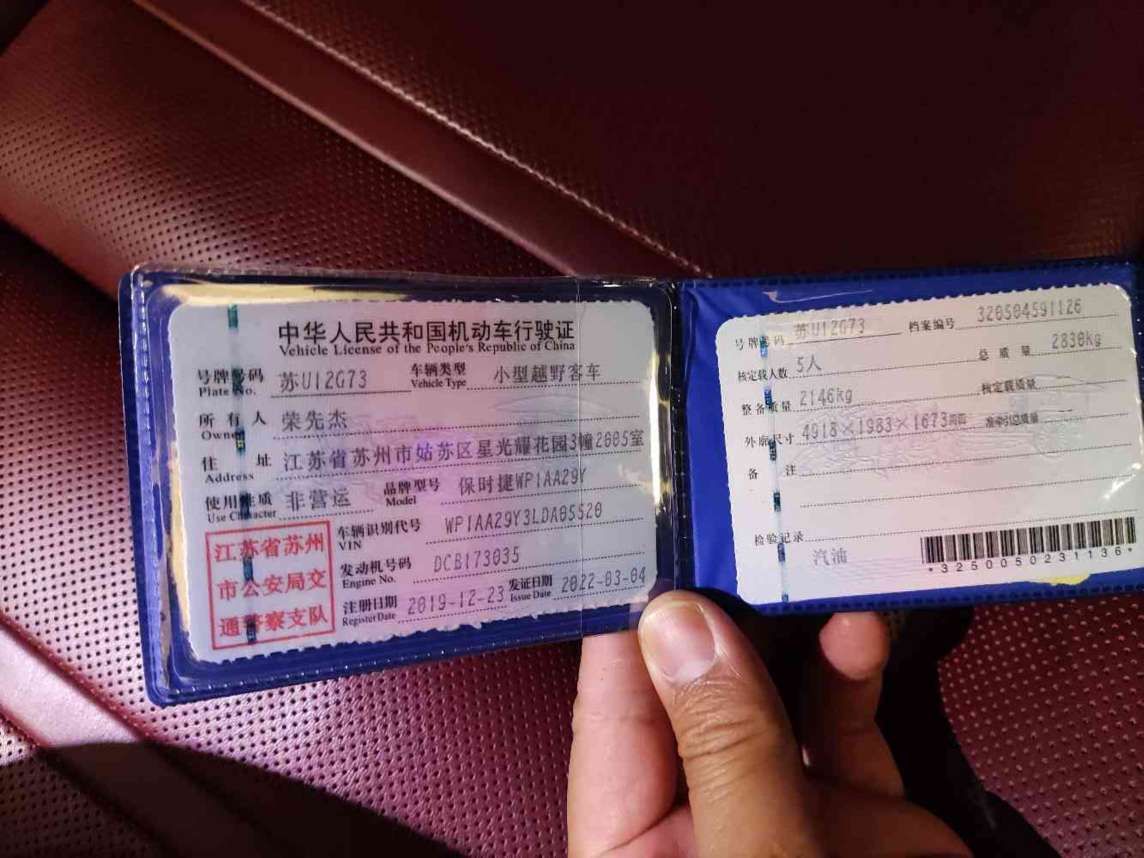 中华人民共和国机动车行驶证
Vehicle License of the People's Republic of China
号牌号码 苏U12G73 车辆类型 小型越野客车
Plate No. Vehicle Type
所有人 荣先杰
Owner
住址 江苏省苏州市姑苏区星光耀花园3幢2005室
Address
使用性质 非营运 品牌型号 保时捷WP1AA29Y
Use Character Model
江苏省苏州
市公安局交
通警察支队
车辆识别代号 WP1AA29Y3LDA05520
VIN
发动机号码 DCB173035
Engine No.
注册日期 2019-12-23 发证日期 2022-03-04
Register Date Issue Date
号牌号码 苏U12G73 档案编号 320504591126
核定载人数 5人 总质量 2830kg
整备质量 2146kg 核定载质量
外廓尺寸 4918×1983×1673mm 准牵引总质量
备注
检验记录
汽油
*3250050231136*